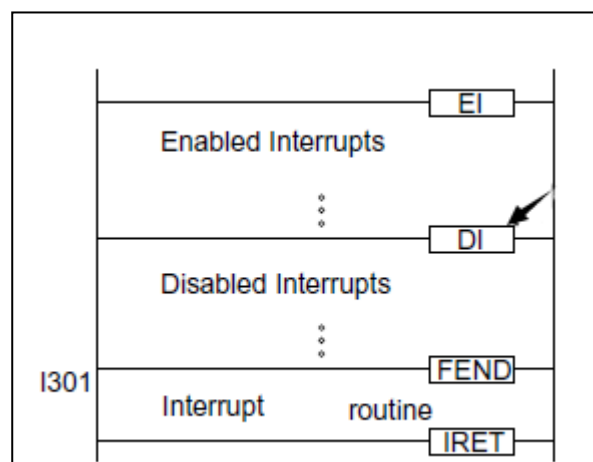 EI
Enabled Interrupts
DI
Disabled Interrupts
FEND
I301
Interrupt routine
IRET